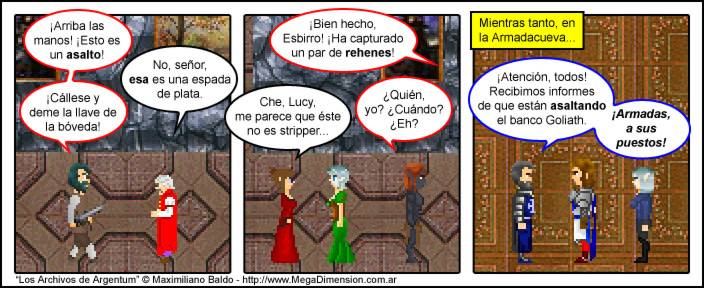 ¡Arriba las
manos! ¡Esto es
un asalto!
No, señor,
esa es una espada
de plata.
¡Cállese y
deme la llave de
la bóveda!
¡Bien hecho,
Esbirro! ¡Ha capturado
un par de rehenes!
Che, Lucy,
me parece que éste
no es stripper...
¿Quién,
yo? ¿Cuándo?
¿Eh?
Mientras tanto, en
la Armadacueva...
¡Atención, todos!
Recibimos informes
de que están asaltando
el banco Goliath.
¡Armadas,
a sus
puestos!
"Los Archivos de Argentum" © Maximiliano Baldo - http://www.MegaDimension.com.ar